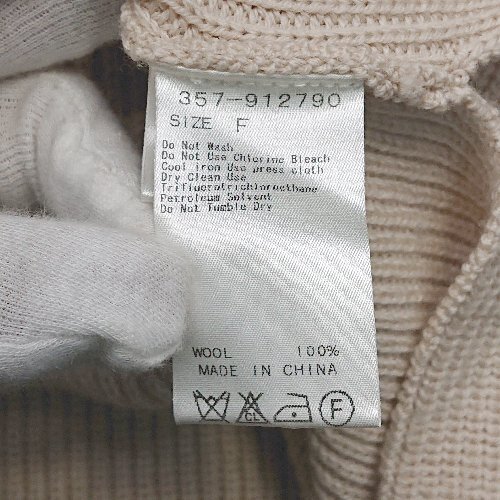 357-912790
SIZE F
Do Not Wash
Do Not Use Chlorine Bleach
Cool iron Use press cloth
Dry Clean Use
Trifluorotrichloroethane
Petroleum Solvent
Do Not Tumble Dry
WOOL 100%
MADE IN CHINA
CL F